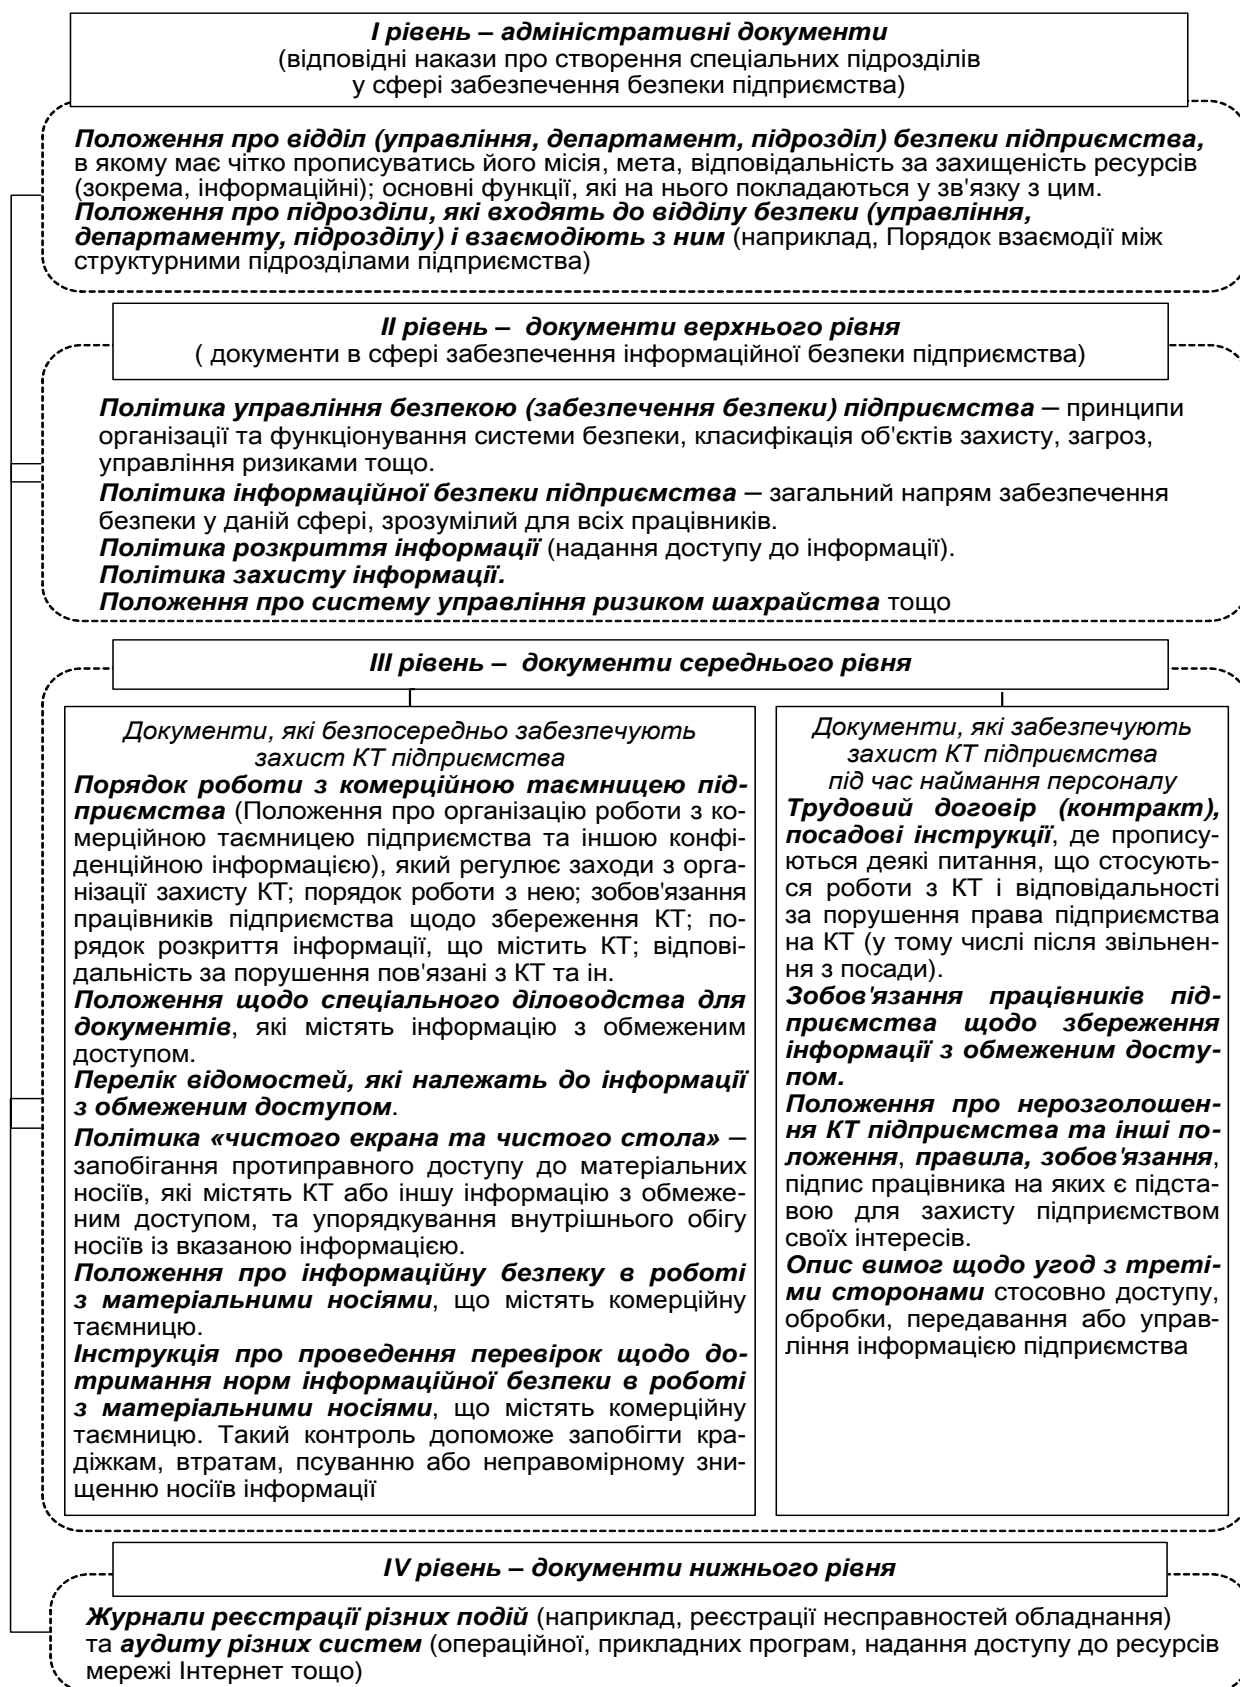 I рівень – адміністративні документи
(відповідні накази про створення спеціальних підрозділів
у сфері забезпечення безпеки підприємства)
Положення про відділ (управління, департамент, підрозділ) безпеки підприємства,
в якому має чітко прописуватись його місія, мета, відповідальність за захищеність ресурсів
(зокрема, інформаційні); основні функції, які на нього покладаються у зв'язку з цим.
Положення про підрозділи, які входять до відділу безпеки (управління,
департаменту, підрозділу) і взаємодіють з ним (наприклад, Порядок взаємодії між
структурними підрозділами підприємства)
II рівень – документи верхнього рівня
( документи в сфері забезпечення інформаційної безпеки підприємства)
Політика управління безпекою (забезпечення безпеки) підприємства – принципи
організації та функціонування системи безпеки, класифікація об'єктів захисту, загроз,
управління ризиками тощо.
Політика інформаційної безпеки підприємства – загальний напрям забезпечення
безпеки у даній сфері, зрозумілий для всіх працівників.
Політика розкриття інформації (надання доступу до інформації).
Політика захисту інформації.
Положення про систему управління ризиком шахрайства тощо
III рівень – документи середнього рівня
Документи, які безпосередньо забезпечують
захист КТ підприємства
Порядок роботи з комерційною таємницею під-
приємства (Положення про організацію роботи з ко-
мерційною таємницею підприємства та іншою конфі-
денційною інформацією), який регулює заходи з орга-
нізації захисту КТ; порядок роботи з нею; зобов'язання
працівників підприємства щодо збереження КТ; по-
рядок розкриття інформації, що містить КТ; відпові-
дальність за порушення пов'язані з КТ та ін.
Положення щодо спеціального діловодства для
документів, які містять інформацію з обмеженим
доступом.
Перелік відомостей, які належать до інформації
з обмеженим доступом.
Політика «чистого екрана та чистого стола» –
запобігання протиправного доступу до матеріальних
носіїв, які містять КТ або іншу інформацію з обмеже-
ним доступом, та упорядкування внутрішнього обігу
носіїв із вказаною інформацією.
Положення про інформаційну безпеку в роботі
з матеріальними носіями, що містять комерційну
таємницю.
Інструкція про проведення перевірок щодо до-
тримання норм інформаційної безпеки в роботі
з матеріальними носіями, що містять комерційну
таємницю. Такий контроль допоможе запобігти кра-
діжкам, втратам, псуванню або неправомірному зни-
щенню носіїв інформації
Документи, які забезпечують
захист КТ підприємства
під час наймання персоналу
Трудовий договір (контракт),
посадові інструкції, де пропису-
ються деякі питання, що стосують-
ся роботи з КТ і відповідальності
за порушення права підприємства
на КТ (у тому числі після звільнен-
ня з посади).
Зобов'язання працівників під-
приємства щодо збереження
інформації з обмеженим досту-
пом.
Положення про нерозголошен-
ня КТ підприємства та інші по-
ложення, правила, зобов'язання,
підпис працівника на яких є підста-
вою для захисту підприємством
своїх інтересів.
Опис вимог щодо угод з треті-
ми сторонами стосовно доступу,
обробки, передавання або управ-
ління інформацією підприємства
IV рівень – документи нижнього рівня
Журнали реєстрації різних подій (наприклад, реєстрації несправностей обладнання)
та аудиту різних систем (операційної, прикладних програм, надання доступу до ресурсів
мережі Інтернет тощо)